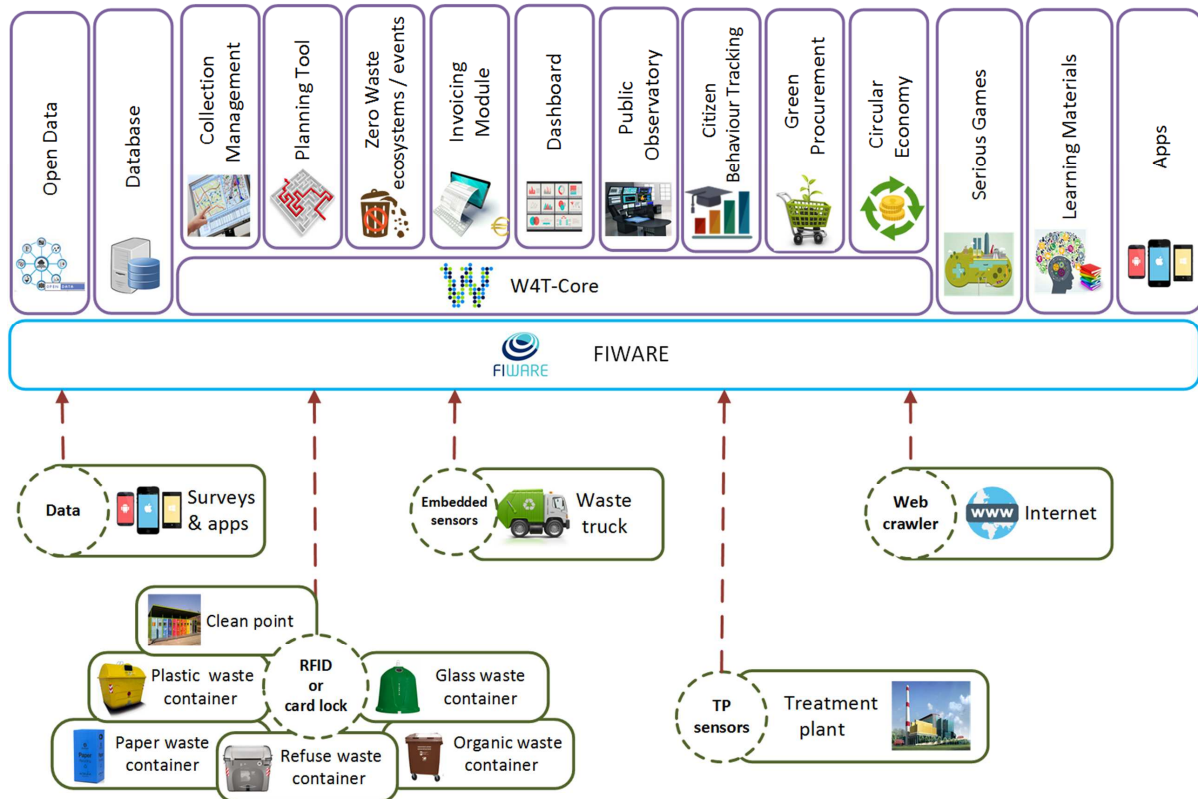 Open Data
Database
Collection
Management
Planning Tool
Zero Waste
ecosystems / events
Invoicing
Module
Dashboard
Public
Observatory
Citizen
Behaviour Tracking
Green
Procurement
Circular
Economy
Serious Games
Learning Materials
Apps
OPEN DATA
W4T-Core
FIWARE
FIWARE
Data
Surveys
& apps
Embedded
sensors
Waste
truck
Web
crawler
WWW
Internet
Clean point
RFID
or
card lock
Plastic waste
container
Glass waste
container
Paper waste
container
Paper
Refuse waste
container
Organic waste
container
TP
sensors
Treatment
plant